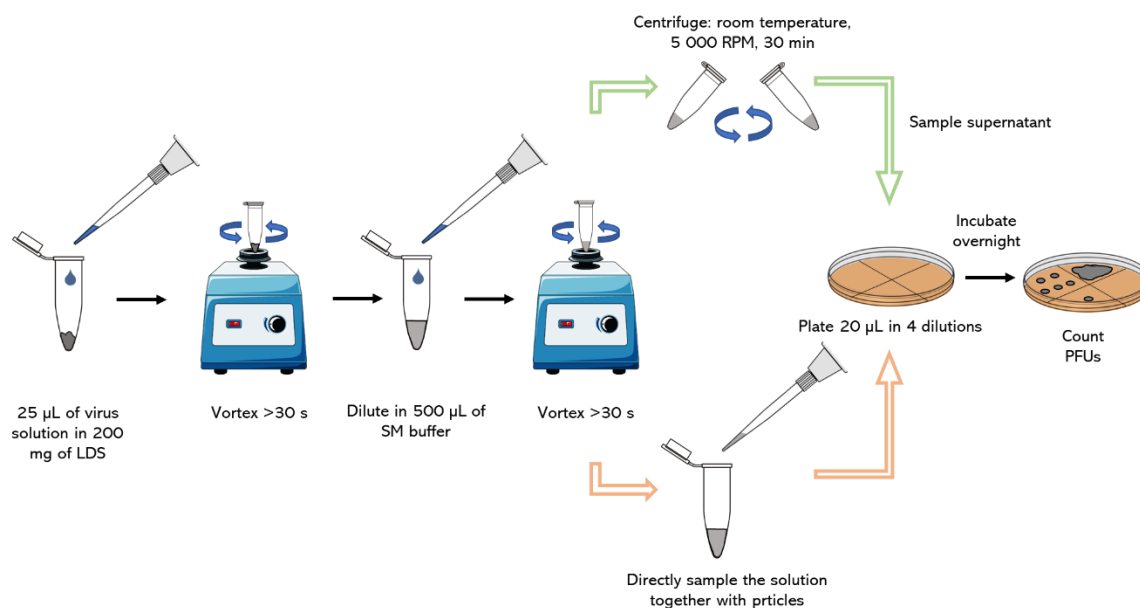 Centrifuge: room temperature,
5 000 RPM, 30 min
Sample supernatant
Incubate
overnight
Plate 20 µL in 4 dilutions
Count
PFUs
25 µL of virus
solution in 200
mg of LDS
Vortex >30 s
Dilute in 500 µL of
SM buffer
Vortex >30 s
Directly sample the solution
together with prticles